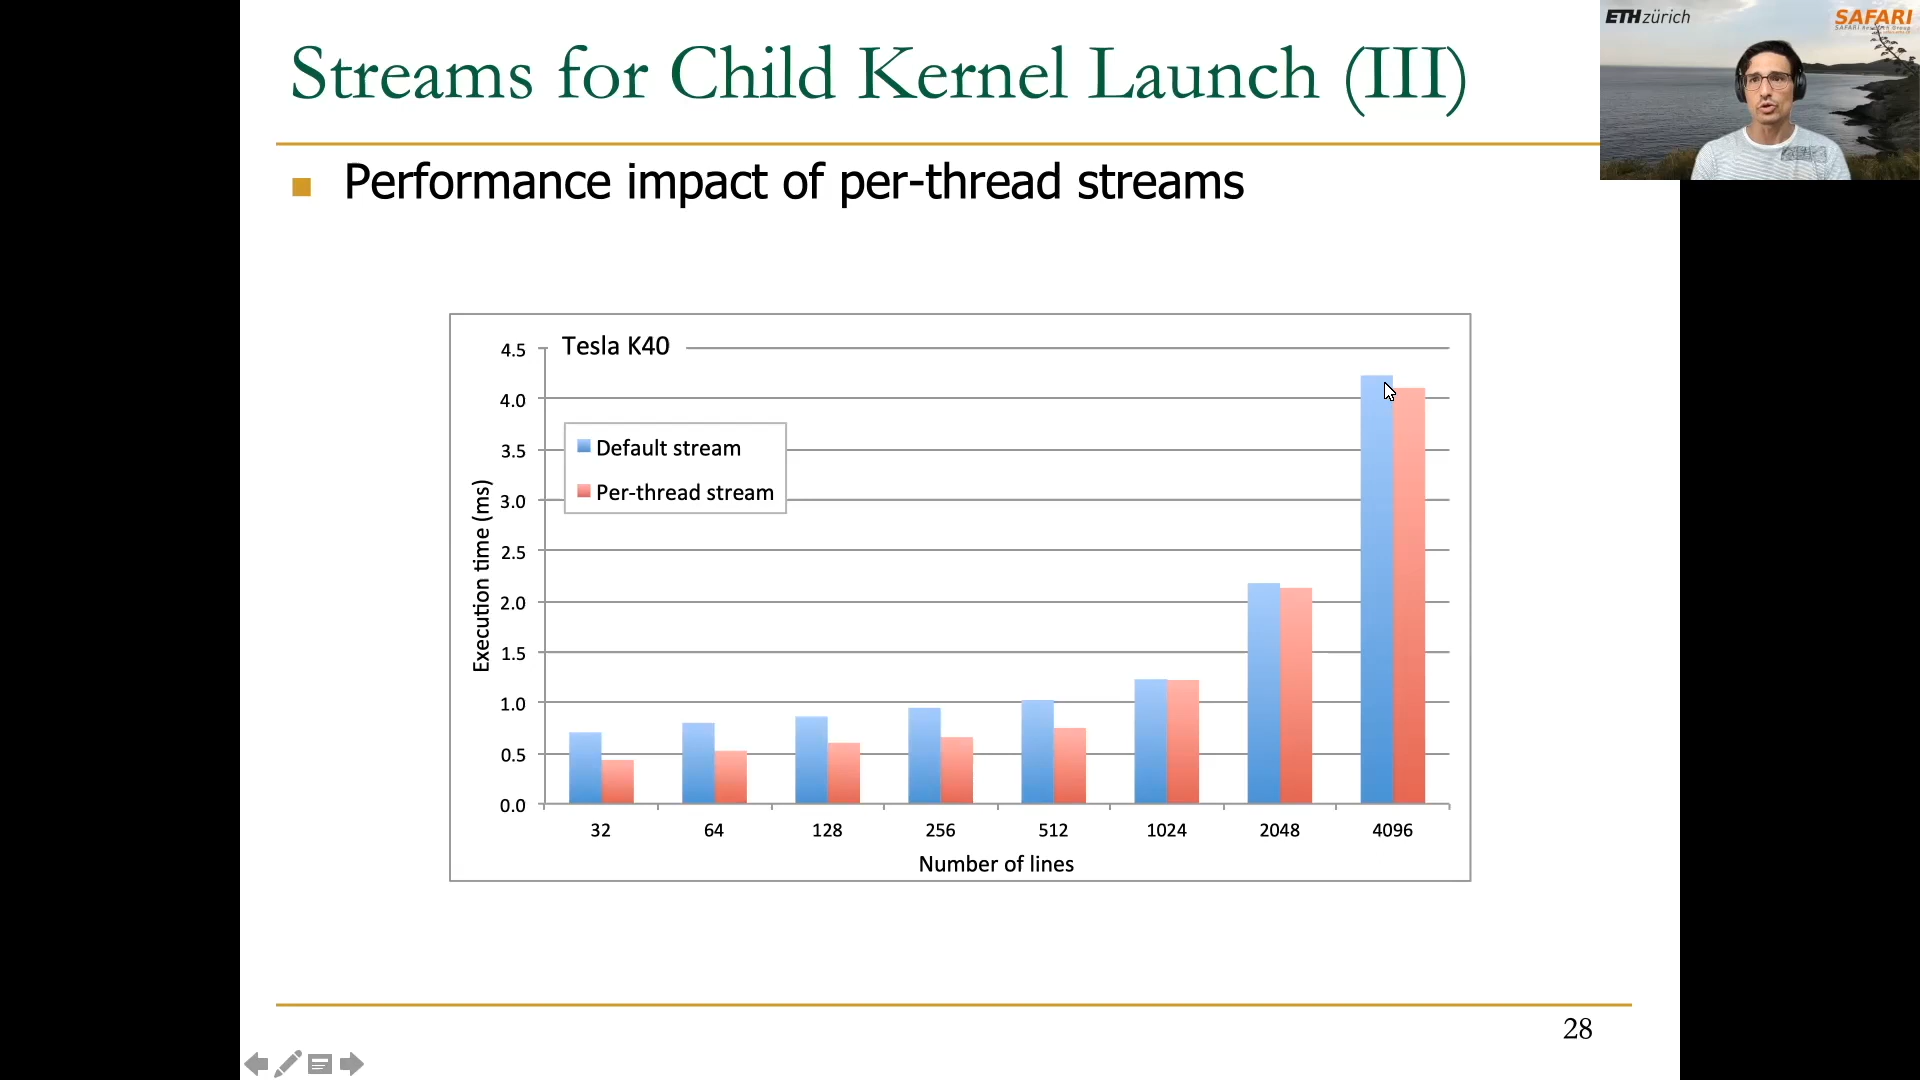 Streams for Child Kernel Launch (III)
ETH zürich
SAFARI
Performance impact of per-thread streams
Tesla K40
Default stream
Per-thread stream
Execution time (ms)
4.5
4.0
3.5
3.0
2.5
2.0
1.5
1.0
0.5
0.0
32 64 128 256 512 1024 2048 4096
Number of lines
28